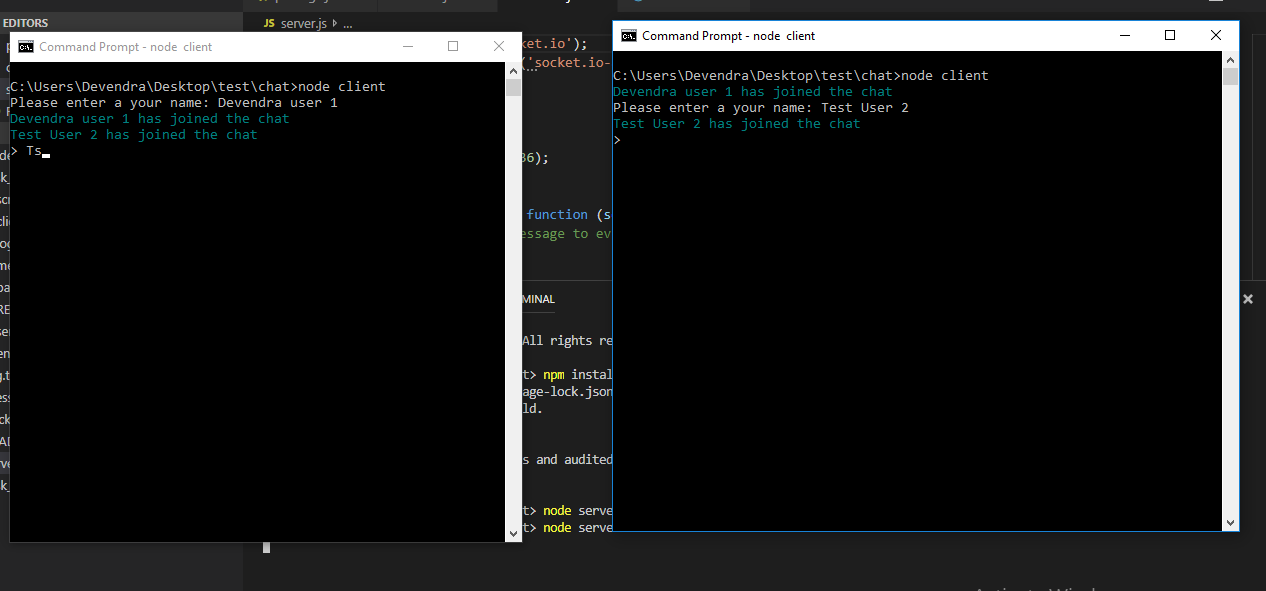 EDITORS
JS server.js › ...
Command Prompt - node client
C:\Users\Devendra\Desktop\test\chat>node client
Please enter a your name: Devendra user 1
Devendra user 1 has joined the chat
Test User 2 has joined the chat
> Ts
Command Prompt - node client
C:\Users\Devendra\Desktop\test\chat>node client
Devendra user 1 has joined the chat
Please enter a your name: Test User 2
Test User 2 has joined the chat
>
ket.io');
('socket.io-
36);
function (s
essage to ev
MINAL
All rights re
t> npm instal
age-lock.json
ld.
s and audited
t> node serve
t> node serve